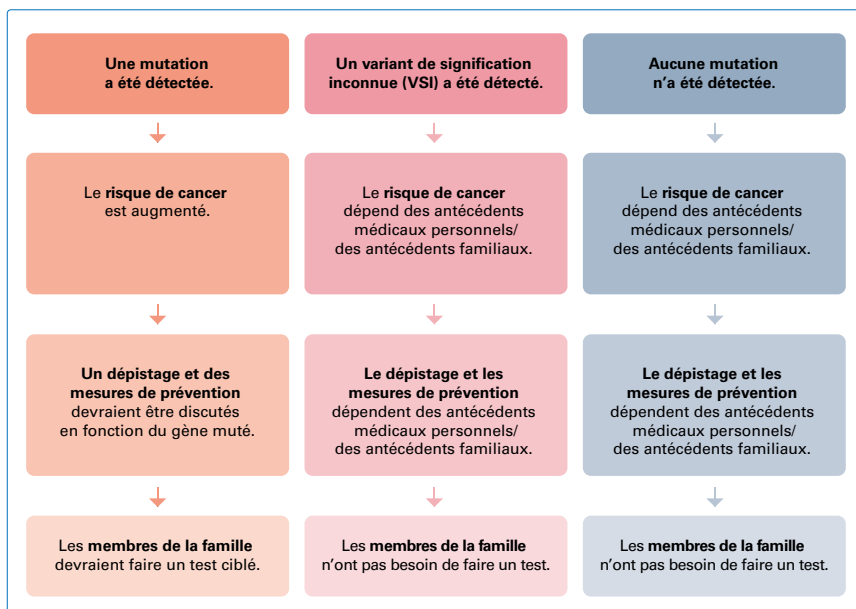 Une mutation
a été détectée.
Le risque de cancer
est augmenté.
Un dépistage et des
mesures de prévention
devraient être discutés
en fonction du gène muté.
Les membres de la famille
devraient faire un test ciblé.
Un variant de signification
inconnue (VSI) a été détecté.
Le risque de cancer
dépend des antécédents
médicaux personnels/
des antécédents familiaux.
Le dépistage et les
mesures de prévention
dépendent des antécédents
médicaux personnels/
des antécédents familiaux.
Les membres de la famille
n'ont pas besoin de faire un test.
Aucune mutation
n'a été détectée.
Le risque de cancer
dépend des antécédents
médicaux personnels/
des antécédents familiaux.
Le dépistage et les
mesures de prévention
dépendent des antécédents
médicaux personnels/
des antécédents familiaux.
Les membres de la famille
n'ont pas besoin de faire un test.